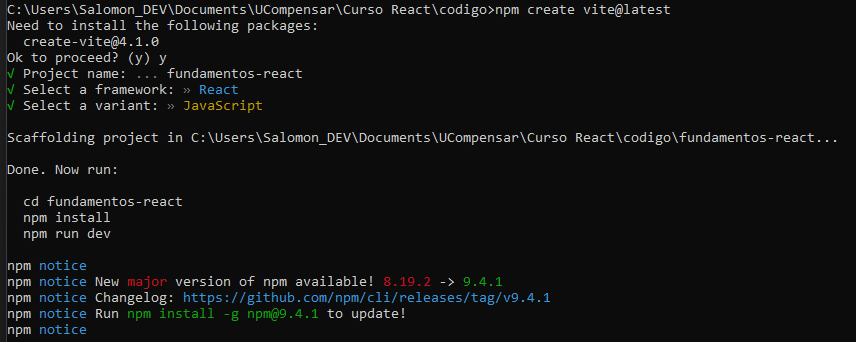 C:\Users\Salomon_DEV\Documents\UCompensar\Curso React\codigo>npm create vite@latest
Need to install the following packages:
  create-vite@4.1.0
Ok to proceed? (y) y
√ Project name: ... fundamentos-react
√ Select a framework: » React
√ Select a variant: » JavaScript

Scaffolding project in C:\Users\Salomon_DEV\Documents\UCompensar\Curso React\codigo\fundamentos-react...

Done. Now run:

  cd fundamentos-react
  npm install
  npm run dev

npm notice
npm notice New major version of npm available! 8.19.2 -> 9.4.1
npm notice Changelog: https://github.com/npm/cli/releases/tag/v9.4.1
npm notice Run npm install -g npm@9.4.1 to update!
npm notice